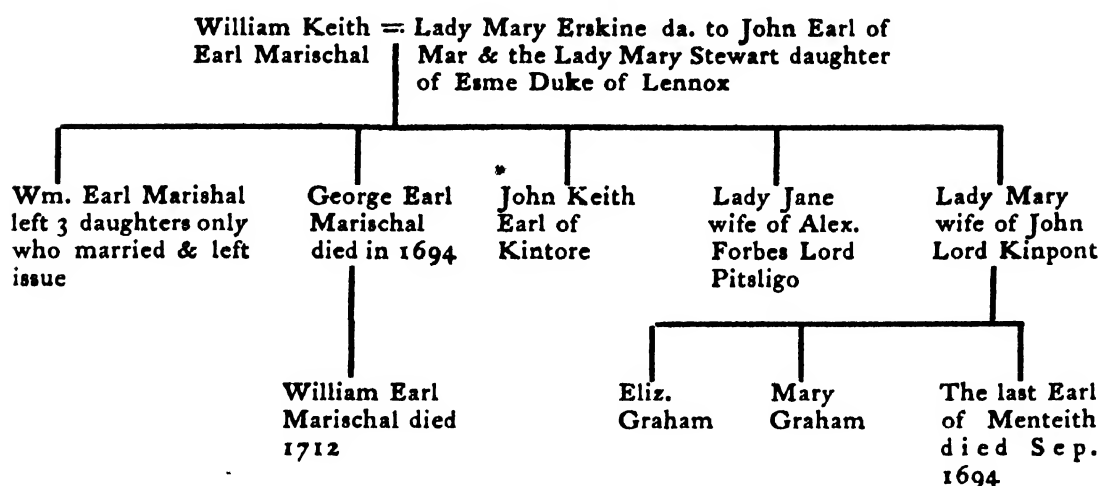 William Keith = Lady Mary Erskine da. to John Earl of
Earl Marischal Mar & the Lady Mary Stewart daughter
of Esme Duke of Lennox
Wm. Earl Marishal
left 3 daughters only
who married & left
issue
George Earl
Marischal
died in 1694
John Keith
Earl of
Kintore
Lady Jane
wife of Alex.
Forbes Lord
Pitsligo
Lady Mary
wife of John
Lord Kinpont
William Earl
Marischal died
1712
Eliz.
Graham
Mary
Graham
The last Earl
of Menteith
died Sep.
1694